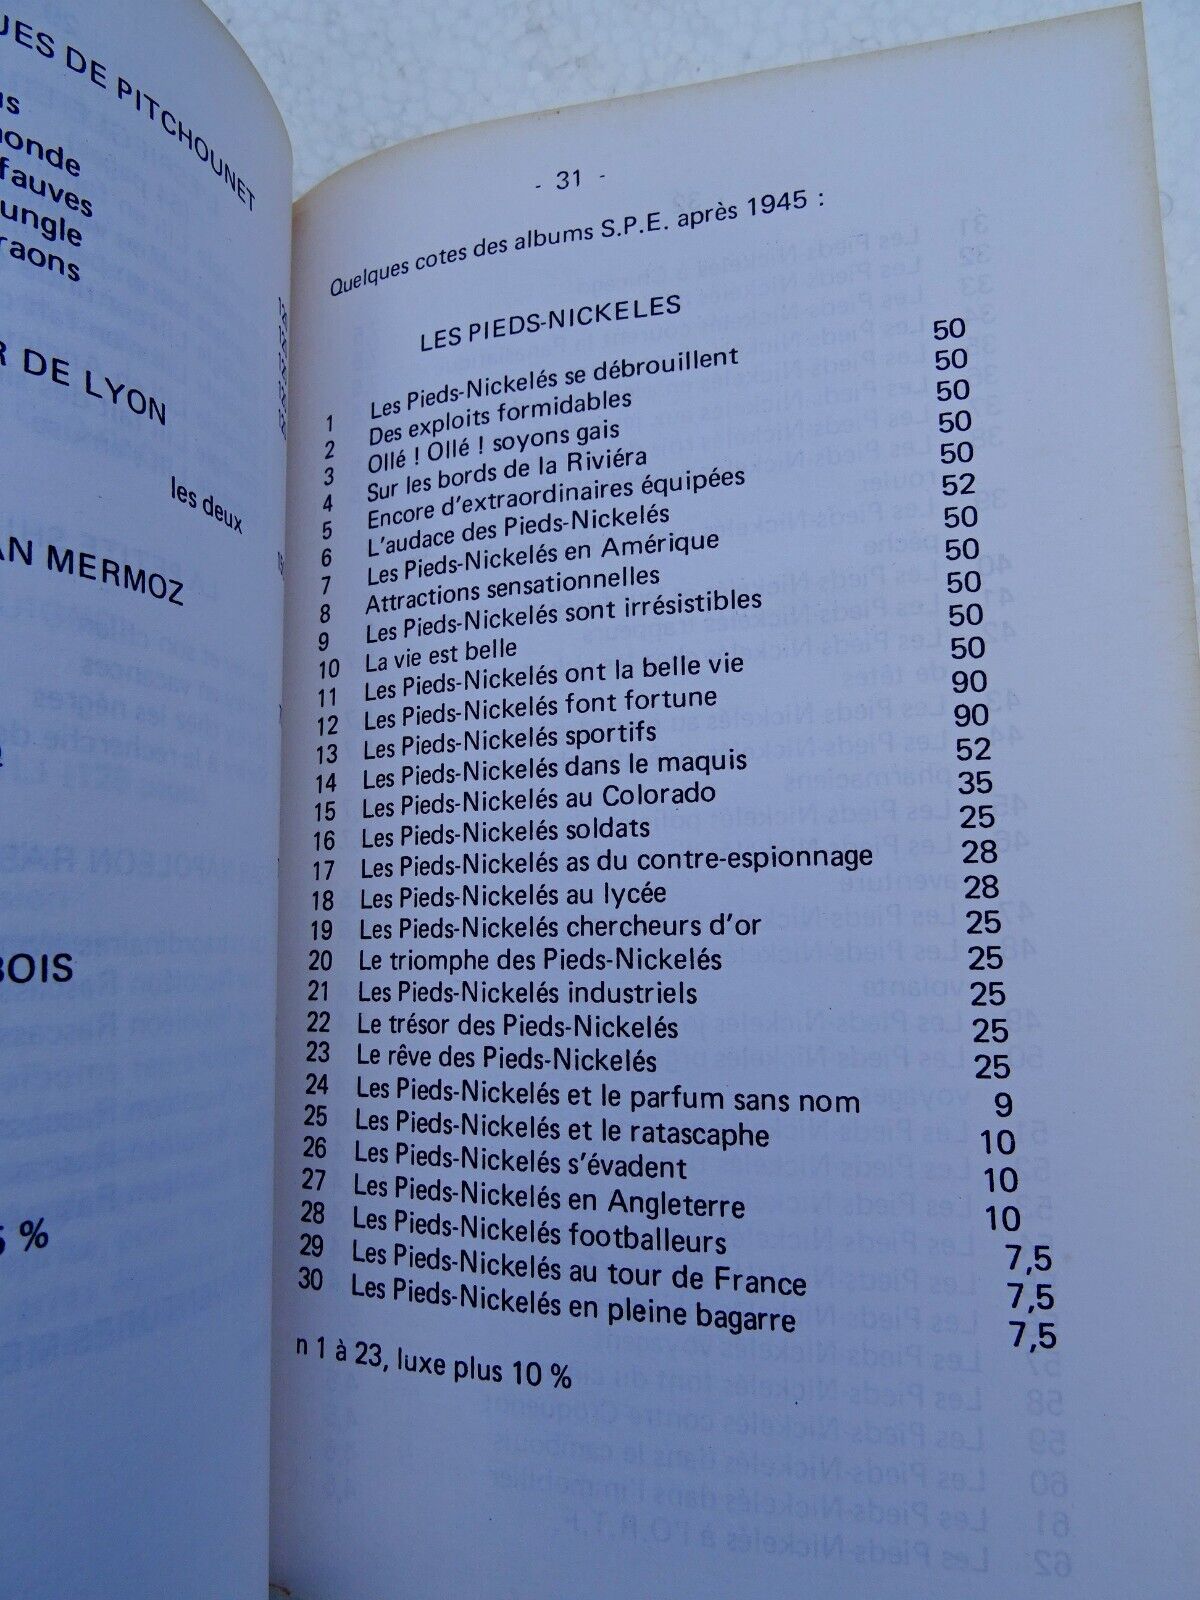 UES DE PITCHOUNET
us
monde
fauves
ungle
raons
R DE LYON
les deux
AN MERMOZ
BOIS
5 %
- 31 -
Quelques cotes des albums S.P.E. après 1945 :
LES PIEDS-NICKELES
1 Les Pieds-Nickelés se débrouillent 50
2 Des exploits formidables 50
3 Ollé ! Ollé ! soyons gais 50
4 Sur les bords de la Riviéra 50
5 Encore d'extraordinaires équipées 50
6 L'audace des Pieds-Nickelés 52
7 Les Pieds-Nickelés en Amérique 50
8 Attractions sensationnelles 50
9 Les Pieds-Nickelés sont irrésistibles 50
10 La vie est belle 50
11 Les Pieds-Nickelés ont la belle vie 50
12 Les Pieds-Nickelés font fortune 90
13 Les Pieds-Nickelés sportifs 90
14 Les Pieds-Nickelés dans le maquis 52
15 Les Pieds-Nickelés au Colorado 35
16 Les Pieds-Nickelés soldats 25
17 Les Pieds-Nickelés as du contre-espionnage 28
18 Les Pieds-Nickelés au lycée 28
19 Les Pieds-Nickelés chercheurs d'or 25
20 Le triomphe des Pieds-Nickelés 25
21 Les Pieds-Nickelés industriels 25
22 Le trésor des Pieds-Nickelés 25
23 Le rêve des Pieds-Nickelés 25
24 Les Pieds-Nickelés et le parfum sans nom 9
25 Les Pieds-Nickelés et le ratascaphe 10
26 Les Pieds-Nickelés s'évadent 10
27 Les Pieds-Nickelés en Angleterre 10
28 Les Pieds-Nickelés footballeurs 7,5
29 Les Pieds-Nickelés au tour de France 7,5
30 Les Pieds-Nickelés en pleine bagarre 7,5
n 1 à 23, luxe plus 10 %